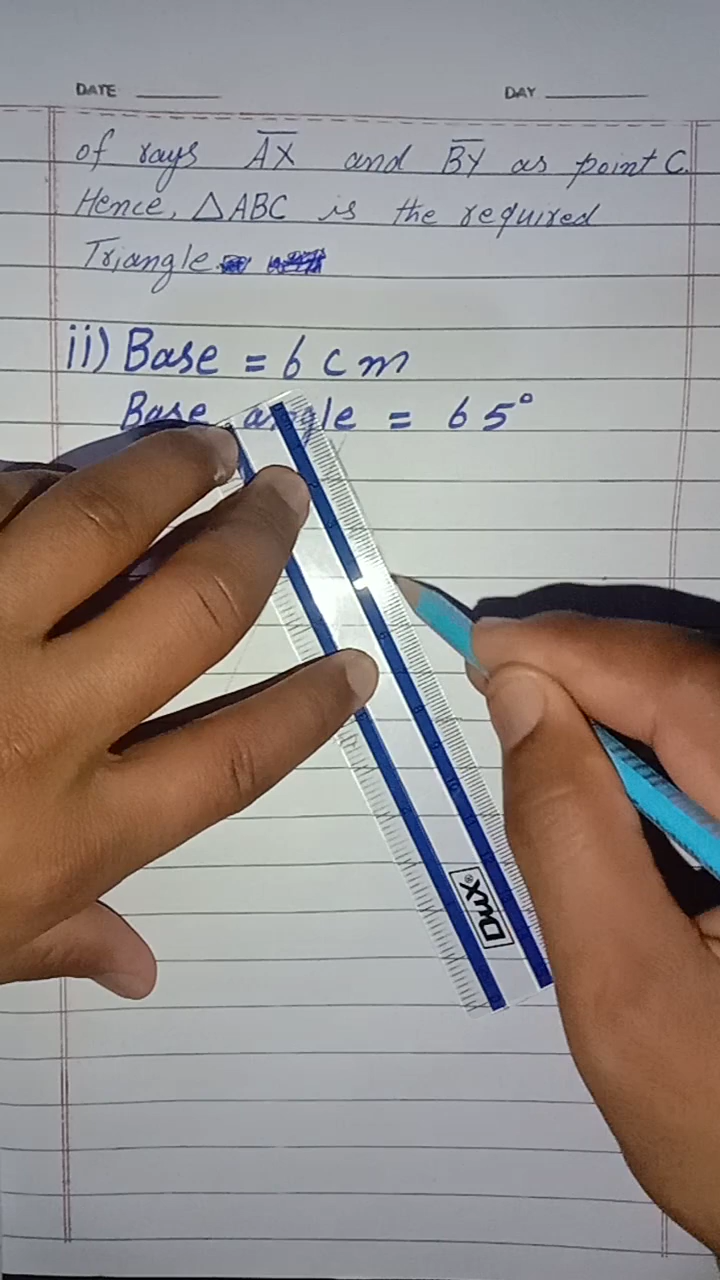 DATE DAY
of rays AX and BY as point C.
Hence, △ABC is the required
Triangle
ii) Base = 6 cm
Base angle = 65°
Dux®